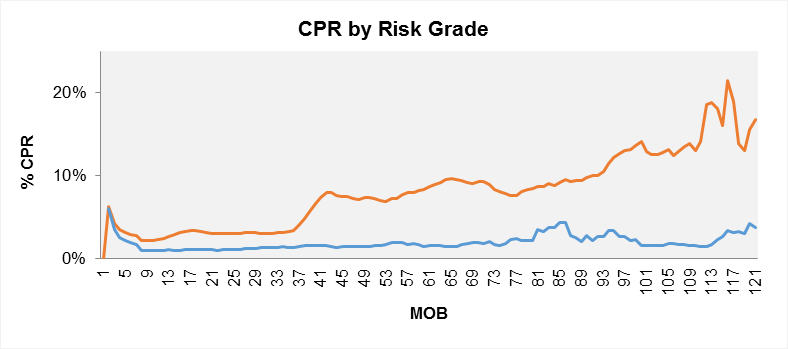 CPR by Risk Grade
20%
10%
0%
% CPR
1 5 9 13 17 21 25 29 33 37 41 45 49 53 57 61 65 69 73 77 81 85 89 93 97 101 105 109 113 117 121
MOB